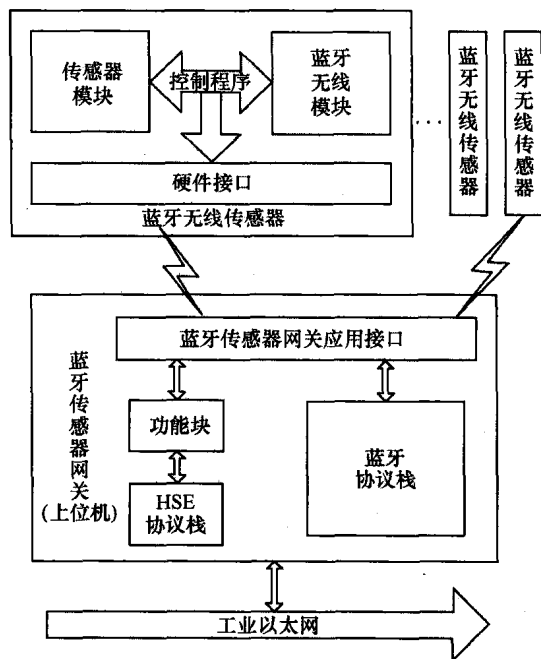 传感器
模块
控制程序
蓝牙
无线
模块
硬件接口
蓝牙无线传感器
...
蓝牙无线传感器
蓝牙无线传感器
蓝牙传感器网关应用接口
蓝牙传感器网关
(上位机)
功能块
HSE
协议栈
蓝牙
协议栈
工业以太网